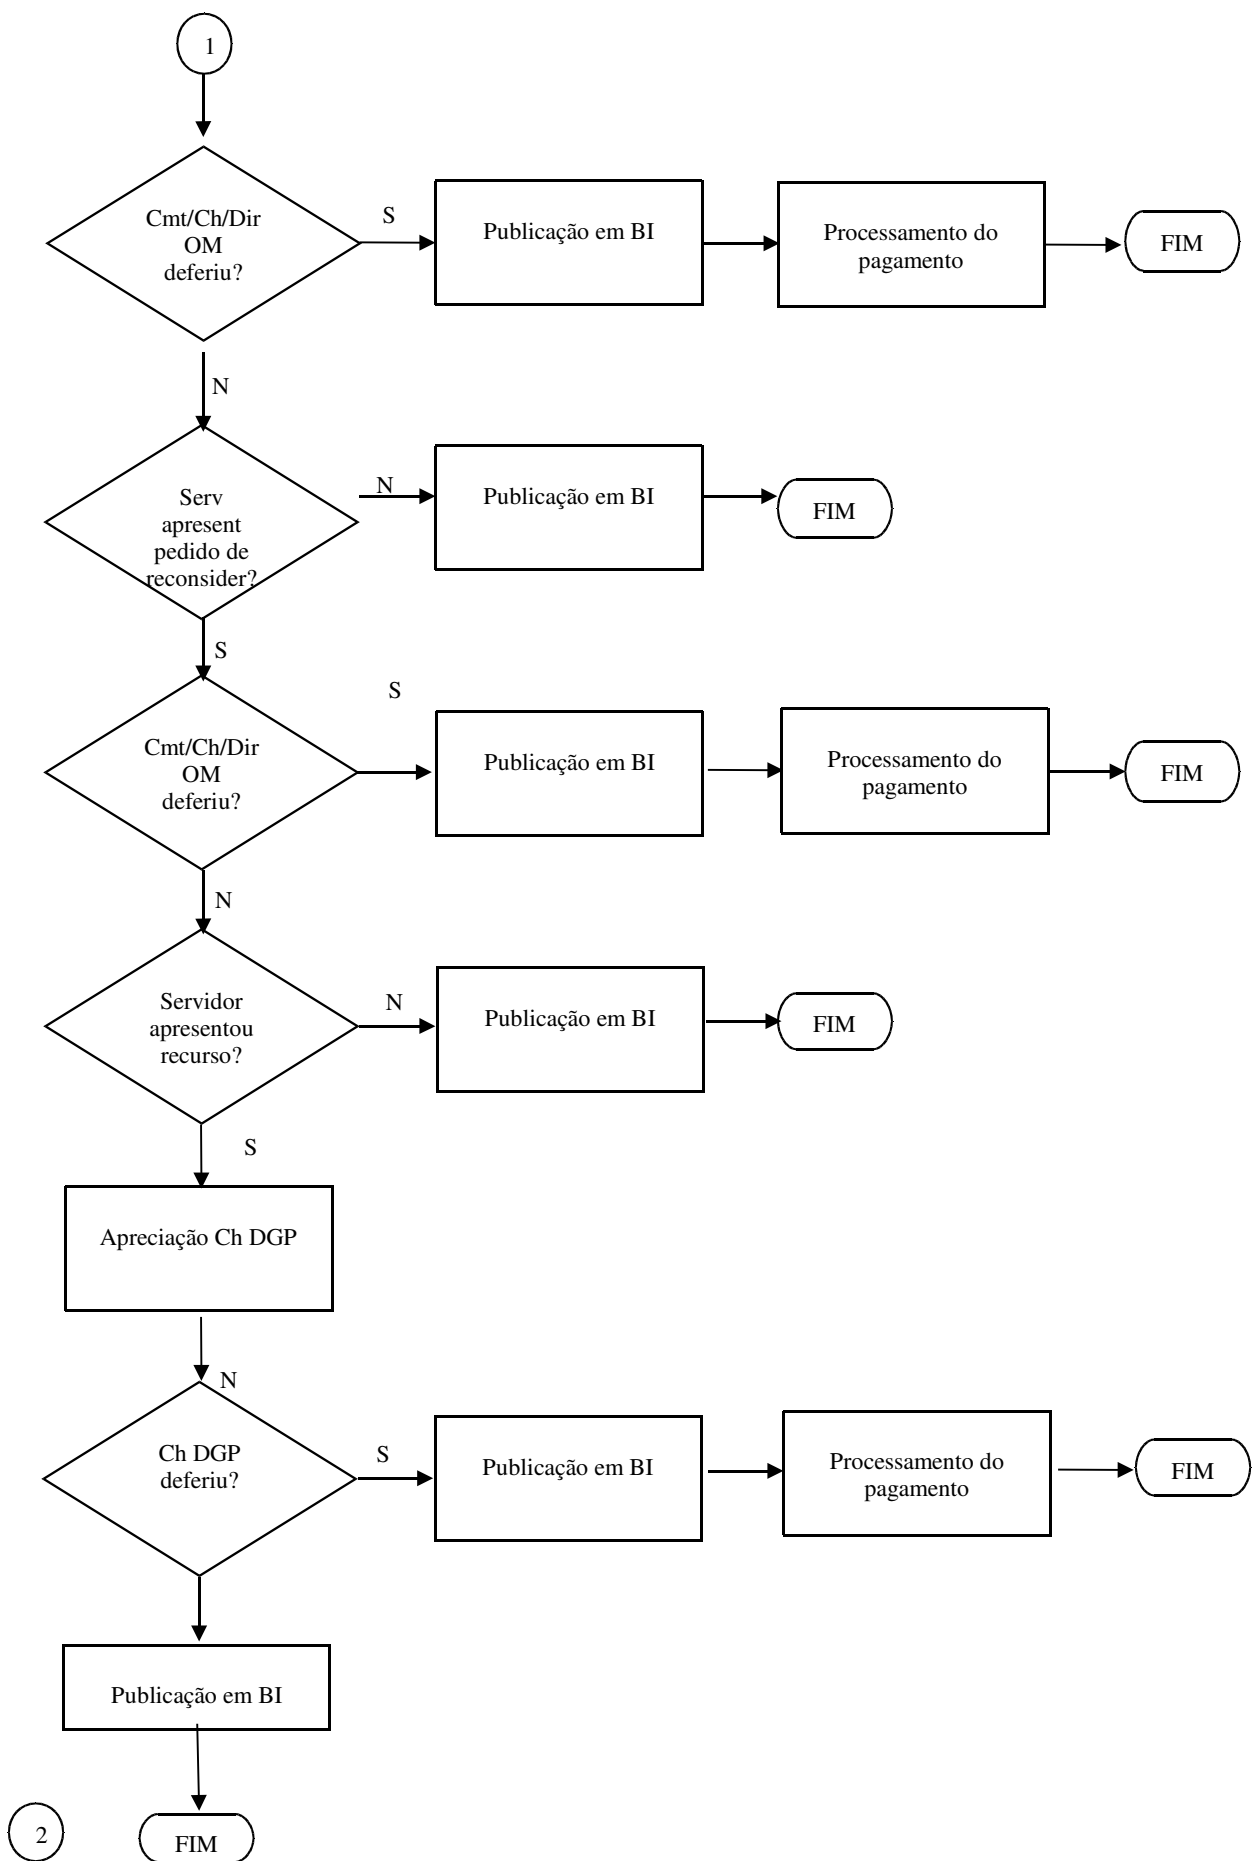 1
Cmt/Ch/Dir
OM
deferiu?
S
Publicação em BI
Processamento do
pagamento
FIM
N
Serv
apresent
pedido de
reconsider?
N
Publicação em BI
FIM
S
Cmt/Ch/Dir
OM
deferiu?
S
Publicação em BI
Processamento do
pagamento
FIM
N
Servidor
apresentou
recurso?
N
Publicação em BI
FIM
S
Apreciação Ch DGP
N
Ch DGP
deferiu?
S
Publicação em BI
Processamento do
pagamento
FIM
Publicação em BI
2
FIM